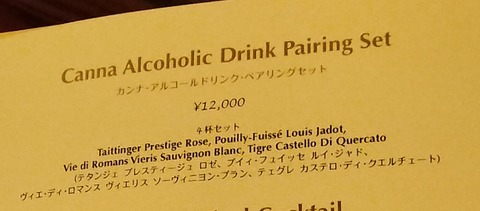 Canna Alcoholic Drink Pairing Set
カンナ・アルコールドリンク・ペアリングセット
¥12,000
4杯セット
Taittinger Prestige Rose, Pouilly-Fuissé Louis Jadot,
Vie di Romans Vieris Sauvignon Blanc, Tigre Castello Di Quercato
(テタンジェ プレスティージェ ロゼ、プイィ・フュイッセ ルイ・ジャド、
ヴィエ・ディ・ロマンス ヴィエリス ソーヴィニヨン・ブラン、テェグレ カステロ・ディ・クエルチェート)
Cocktail